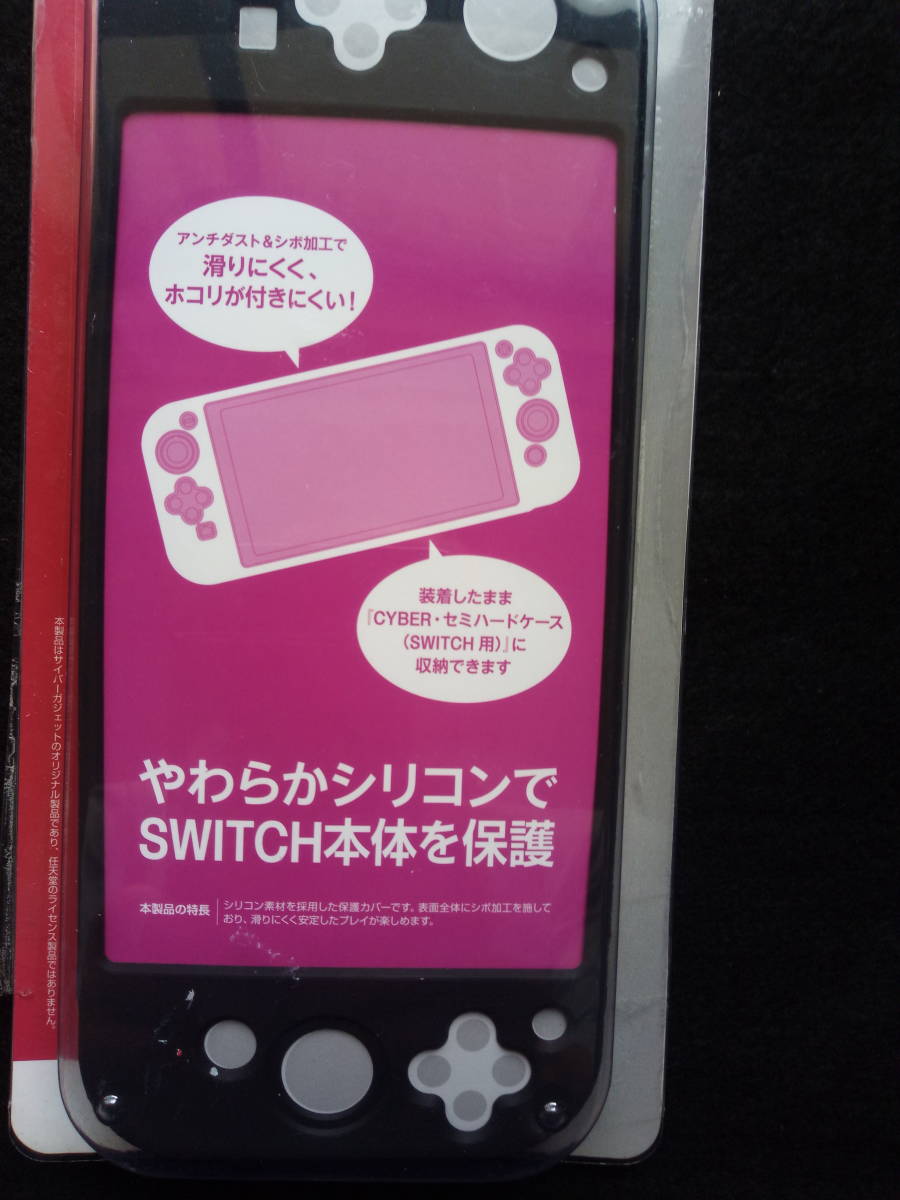 アンチダスト&シボ加工で
滑りにくく、
ホコリが付きにくい!
装着したまま
『CYBER・セミハードケース
(SWITCH 用)』に
収納できます
やわらかシリコンで
SWITCH本体を保護
本製品の特長
シリコン素材を採用した保護カバーです。表面全体にシボ加工を施して
おり、滑りにくく安定したプレイが楽しめます。
本製品はサイバーガジェットのオリジナル製品であり、任天堂のライセンス製品ではありません。